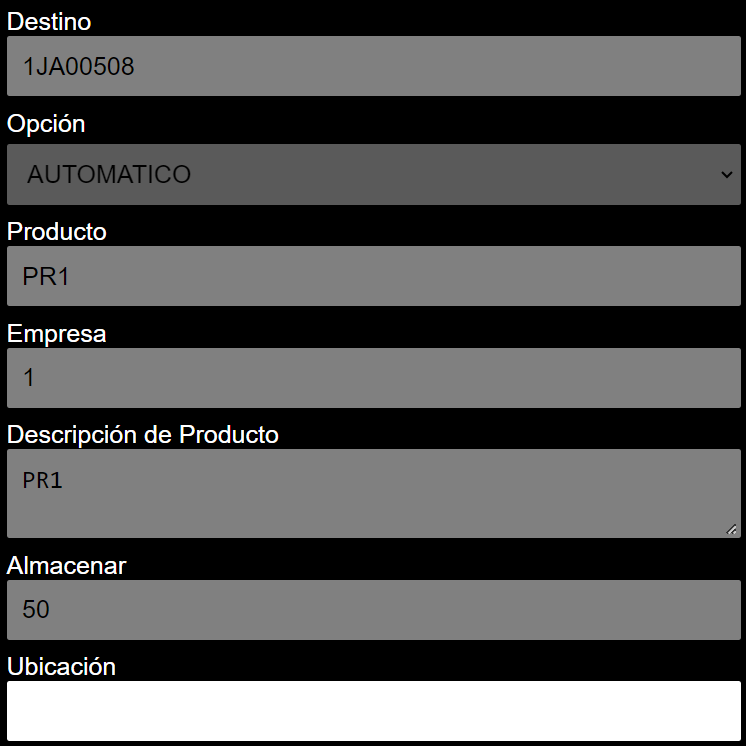 Destino
1JA00508
Opción
AUTOMATICO
Producto
PR1
Empresa
1
Descripción de Producto
PR1
Almacenar
50
Ubicación